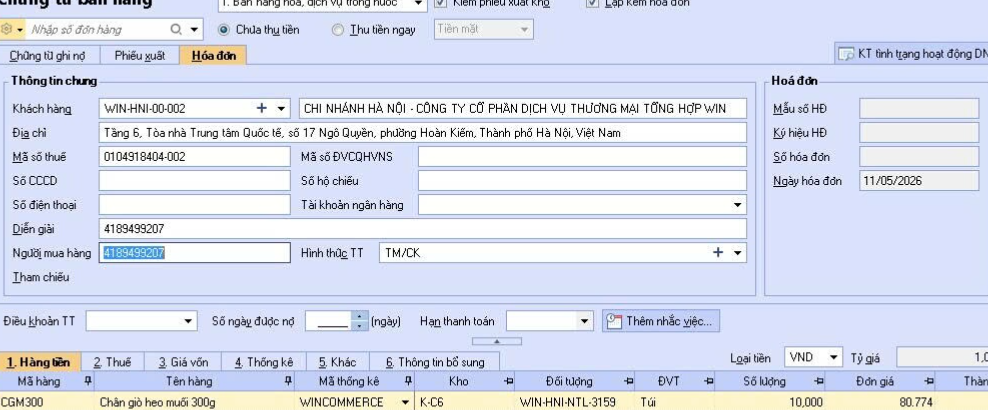 Chứng từ bán hàng 1. Bán hàng hóa, dịch vụ trong nước Kiêm phiếu xuất kho Lập kèm hóa đơn
Nhập số đơn hàng Chưa thu tiền Thu tiền ngay Tiền mặt
Chứng từ ghi nợ Phiếu xuất Hóa đơn KT tình trạng hoạt động DN
Thông tin chung Hoá đơn
Khách hàng WIN-HNI-00-002 CHI NHÁNH HÀ NỘI - CÔNG TY CỔ PHẦN DỊCH VỤ THƯƠNG MẠI TỔNG HỢP WIN Mẫu số HĐ
Địa chỉ Tầng 6, Tòa nhà Trung tâm Quốc tế, số 17 Ngô Quyền, phường Hoàn Kiếm, Thành phố Hà Nội, Việt Nam Ký hiệu HĐ
Mã số thuế 0104918404-002 Mã số ĐVCQHVNS Số hóa đơn
Số CCCD Số hộ chiếu Ngày hóa đơn 11/05/2026
Số điện thoại Tài khoản ngân hàng
Diễn giải 4189499207
Người mua hàng 4189499207 Hình thức TT TM/CK
Tham chiếu
Điều khoản TT Số ngày được nợ (ngày) Hạn thanh toán Thêm nhắc việc...
1. Hàng tiền 2. Thuế 3. Giá vốn 4. Thống kê 5. Khác 6. Thông tin bổ sung Loại tiền VND Tỷ giá 1,0
Mã hàng Tên hàng Mã thống kê Kho Đối tượng ĐVT Số lượng Đơn giá Thàn
CGM300 Chân giò heo muối 300g WINCOMMERCE K-C6 WIN-HNI-NTL-3159 Túi 10,000 80.774